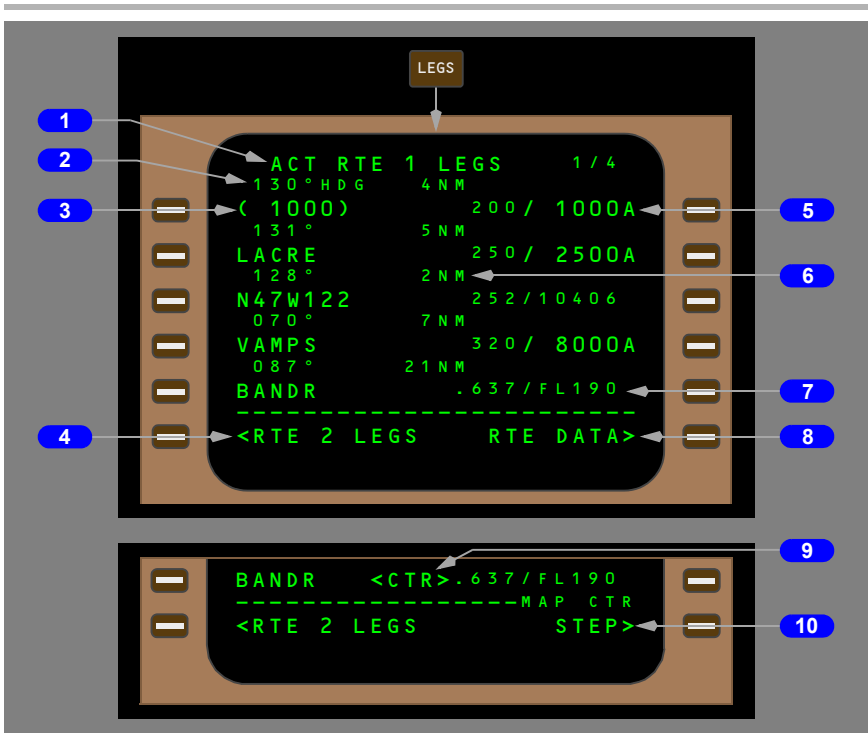 LEGS
1
ACT RTE 1 LEGS 1/4
2
130°HDG 4NM
3
( 1000) 200/ 1000A
5
131° 5NM
LACRE 250/ 2500A
128° 2NM
6
N47W122 252/10406
070° 7NM
VAMPS 320/ 8000A
087° 21NM
BANDR .637/FL190
7
----------------------------
4
<RTE 2 LEGS RTE DATA>
8
9
BANDR <CTR>.637/FL190
--------------------MAP CTR
<RTE 2 LEGS STEP>
10